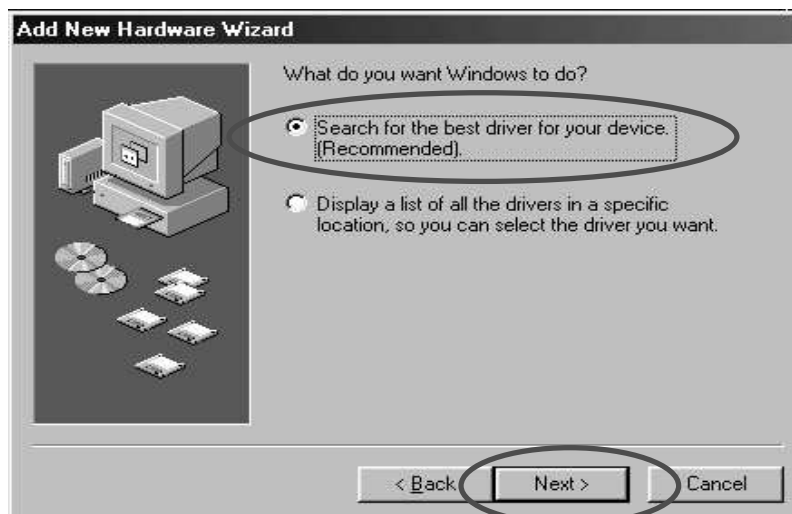 Add New Hardware Wizard
What do you want Windows to do?
Search for the best driver for your device.
(Recommended).
Display a list of all the drivers in a specific
location, so you can select the driver you want.
< Back
Next >
Cancel